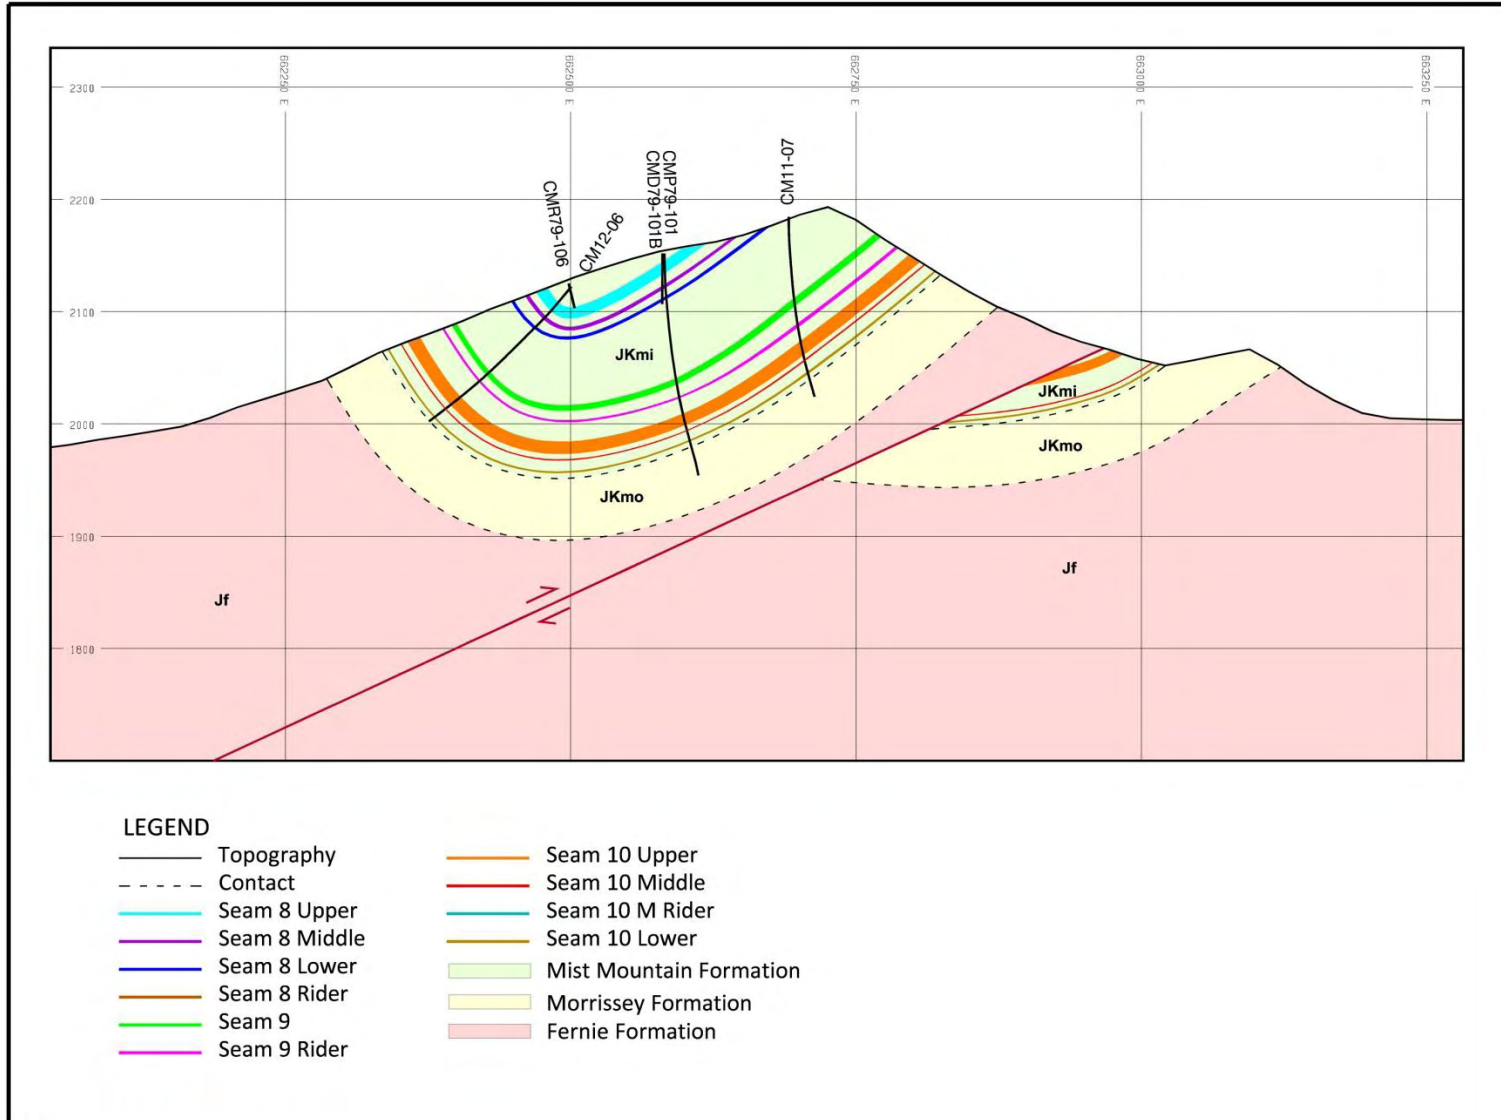 662250 E
662500 E
662750 E
663000 E
663250 E
2300
2200
2100
2000
1900
1800
CMR79-106
CM12-06
CMD79-101B
CMP79-101
CM11-07
JKmi
JKmo
JKmi
JKmo
Jf
Jf
LEGEND
Topography
Contact
Seam 8 Upper
Seam 8 Middle
Seam 8 Lower
Seam 8 Rider
Seam 9
Seam 9 Rider
Seam 10 Upper
Seam 10 Middle
Seam 10 M Rider
Seam 10 Lower
Mist Mountain Formation
Morrissey Formation
Fernie Formation